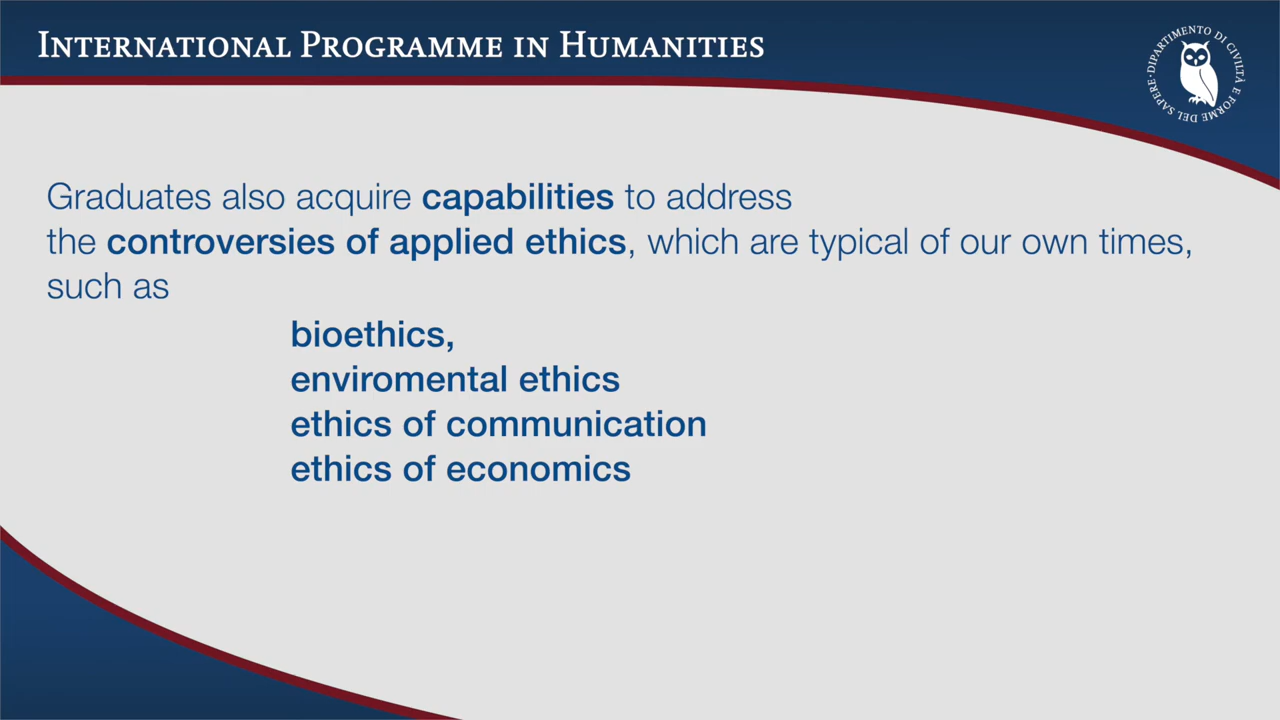 International Programme in Humanities
DIPARTIMENTO DI CIVILTÀ E FORME DEL SAPERE
Graduates also acquire capabilities to address
the controversies of applied ethics, which are typical of our own times,
such as
bioethics,
enviromental ethics
ethics of communication
ethics of economics